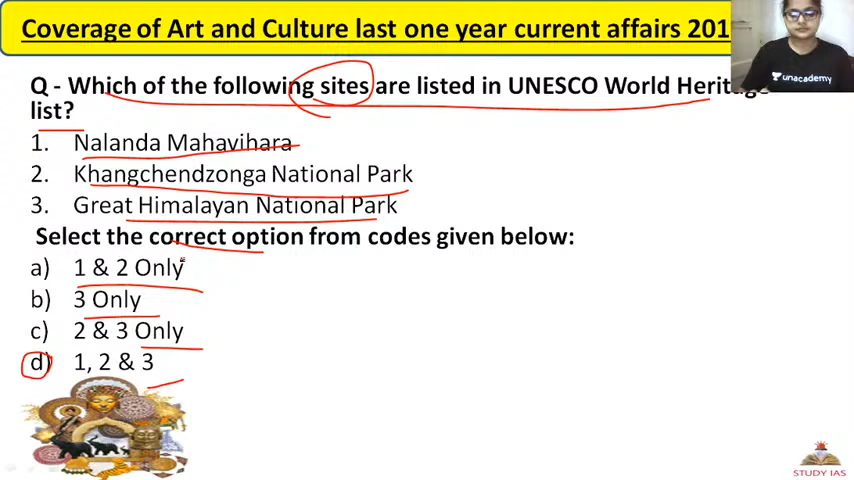 Coverage of Art and Culture last one year current affairs 201
unacademy
Q - Which of the following sites are listed in UNESCO World Heritage
list?
1. Nalanda Mahavihara
2. Khangchendzonga National Park
3. Great Himalayan National Park
Select the correct option from codes given below:
a) 1 & 2 Only
b) 3 Only
c) 2 & 3 Only
d) 1, 2 & 3
STUDY IAS